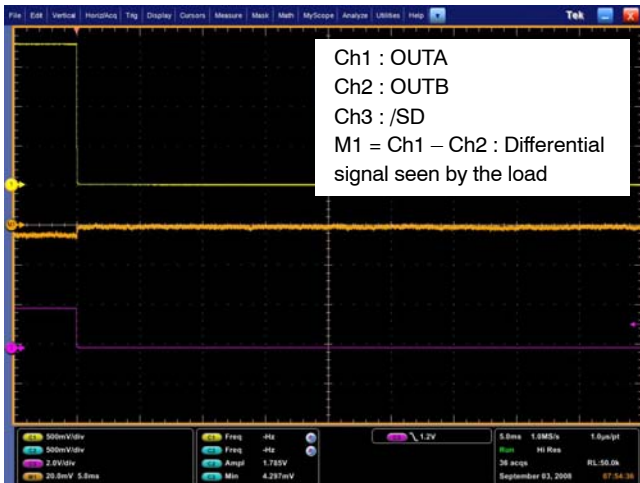 File Edit Vertical Horiz/Acq Trig Display Cursors Measure Mask Math MyScope Analyze Utilities Help Tek
Ch1 : OUTA
Ch2 : OUTB
Ch3 : /SD
M1 = Ch1 – Ch2 : Differential
signal seen by the load
500mV/div
500mV/div
2.0V/div
20.0mV 5.0ms
Freq -Hz
Freq -Hz
Ampl 1.785V
Min 4.297mV
1.2V
5.0ms 1.0MS/s 1.0µs/pt
Run Hi Res
36 acqs RL:50.0k
September 03, 2008 07:54:36